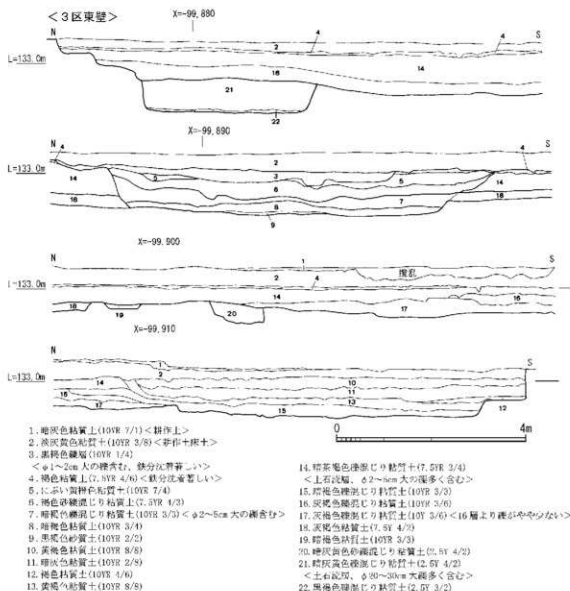 ＜３区東壁＞
X=-99,880
N
S
4
4
2
L=133.0m
16
14
21
22
X=-99,890
N
S
4
4
2
L=133.0m
14
3
5
5
14
6
16
7
16
8
9
X=-99,900
N
S
1
2
4
L=133.0m
攪乱
14
16
18
19
20
17
X=-99,910
N
S
1
2
L=133.0m
14
10
11
13
12
17
15
0
4m
1. 暗灰色粘質土(10YR 7/1)＜耕作土＞
2. 淡灰黄色粘質土(10YR 3/8)＜耕作土床土＞
3. 黒褐色礫層(10YR 1/4)
＜φ1～2cm 大の礫含む、鉄分沈着著しい＞
4. 褐色粘質土(7.5YR 4/6)＜鉄分沈着著しい＞
5. にぶい黄褐色粘質土(10YR 7/4)
6. 褐色砂礫混じり粘質土(7.5YR 4/3)
7. 暗褐色礫混じり粘質土(10YR 3/3)＜φ2～5cm 大の礫含む＞
8. 暗褐色粘質土(10YR 3/4)
9. 黒褐色砂質土(10YR 2/2)
10. 黄褐色粘質土(10YR 8/8)
11. 暗灰色粘質土(10YR 2/9)
12. 褐色粘質土(10YR 4/6)
13. 黄褐色粘質土(10YR 8/8)
14. 暗茶褐色礫混じり粘質土(7.5YR 3/4)
＜土石流層、φ2～5cm 大の礫多く含む＞
15. 暗褐色礫混じり粘質土(10YR 3/3)
16. 灰褐色礫混じり粘質土(10YR 3/6)
17. 茶褐色礫混じり粘質土(10Y 3/6)＜16層より礫がやや少ない＞
18. 灰褐色粘質土(7.5Y 4/2)
19. 暗褐色粘質土(10YR 3/3)
20. 暗灰黄色砂礫混じり粘質土(2.5Y 4/2)
21. 暗灰黄色礫混じり粘質土(2.5Y 4/2)
＜土石流層、φ20～30cm 大礫多く含む＞
22. 黒褐色礫混じり粘質土(2.5Y 3/2)